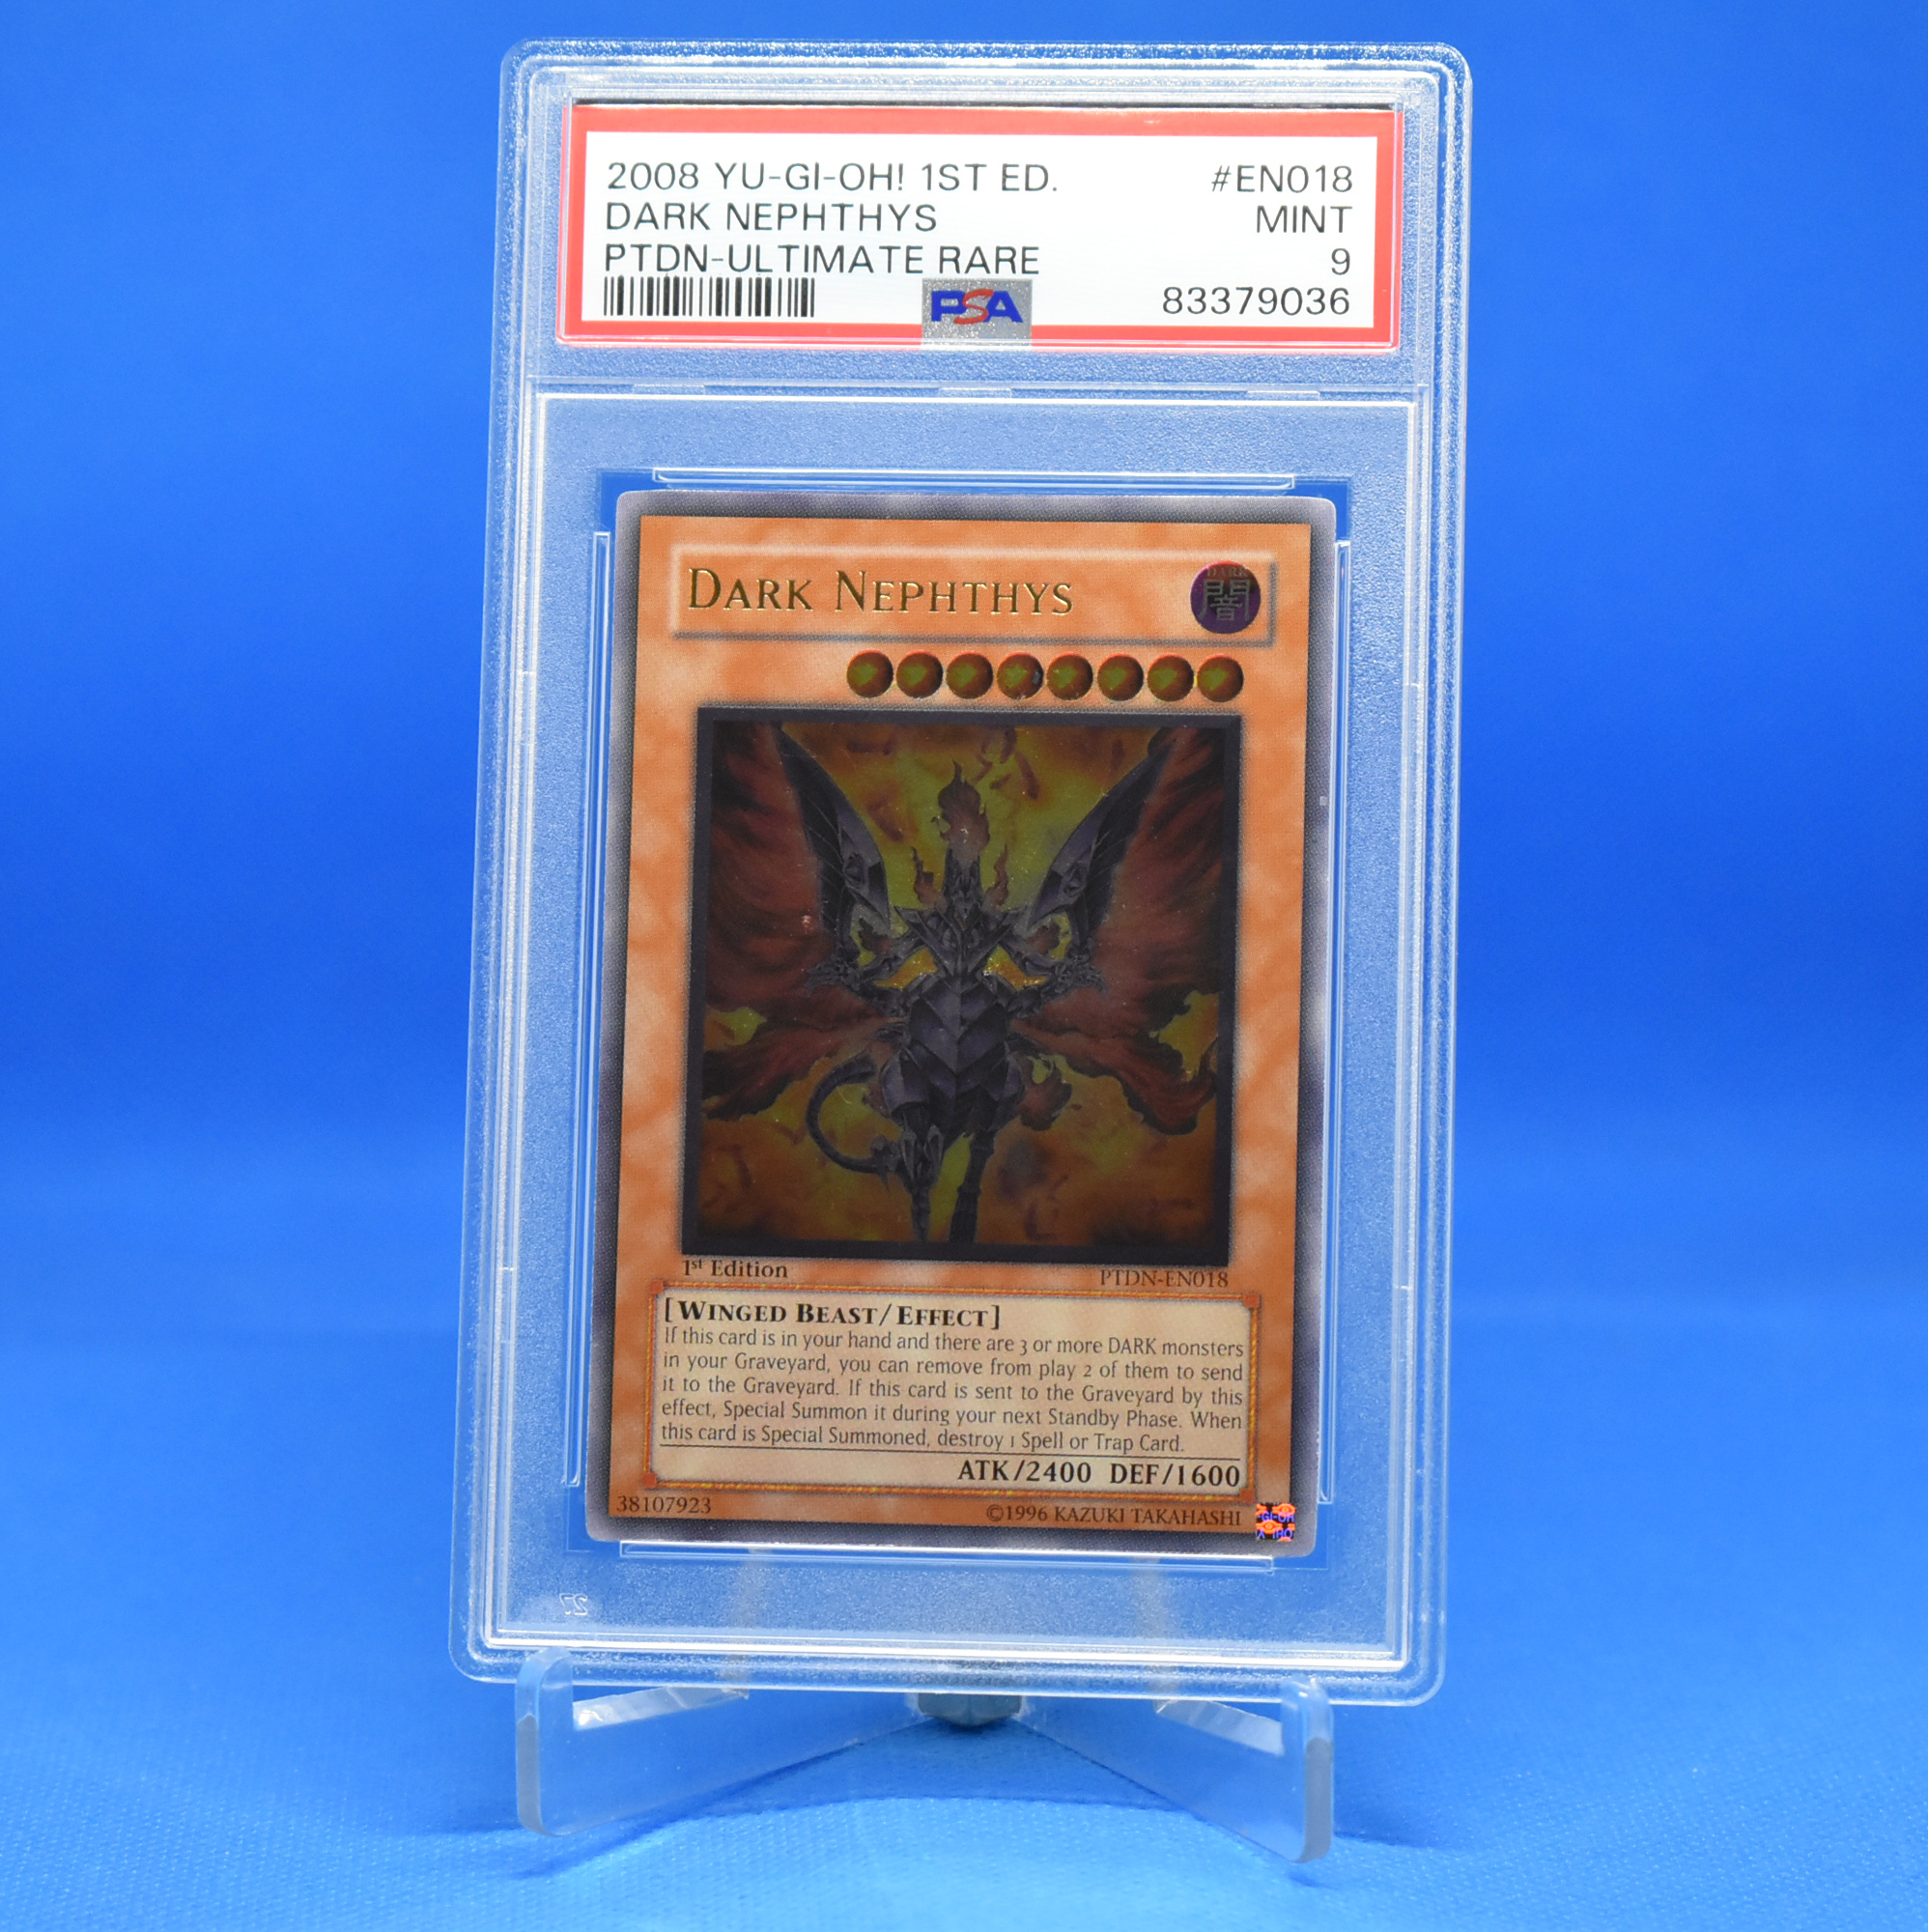 2008 YU-GI-OH! 1ST ED. #EN018
DARK NEPHTHYS MINT
PTDN-ULTIMATE RARE 9
PSA 83379036
DARK NEPHTHYS
DARK
闇
1st Edition PTDN-EN018
[WINGED BEAST/EFFECT]
If this card is in your hand and there are 3 or more DARK monsters
in your Graveyard, you can remove from play 2 of them to send
it to the Graveyard. If this card is sent to the Graveyard by this
effect, Special Summon it during your next Standby Phase. When
this card is Special Summoned, destroy 1 Spell or Trap Card.
ATK/2400 DEF/1600
38107923 ©1996 KAZUKI TAKAHASHI